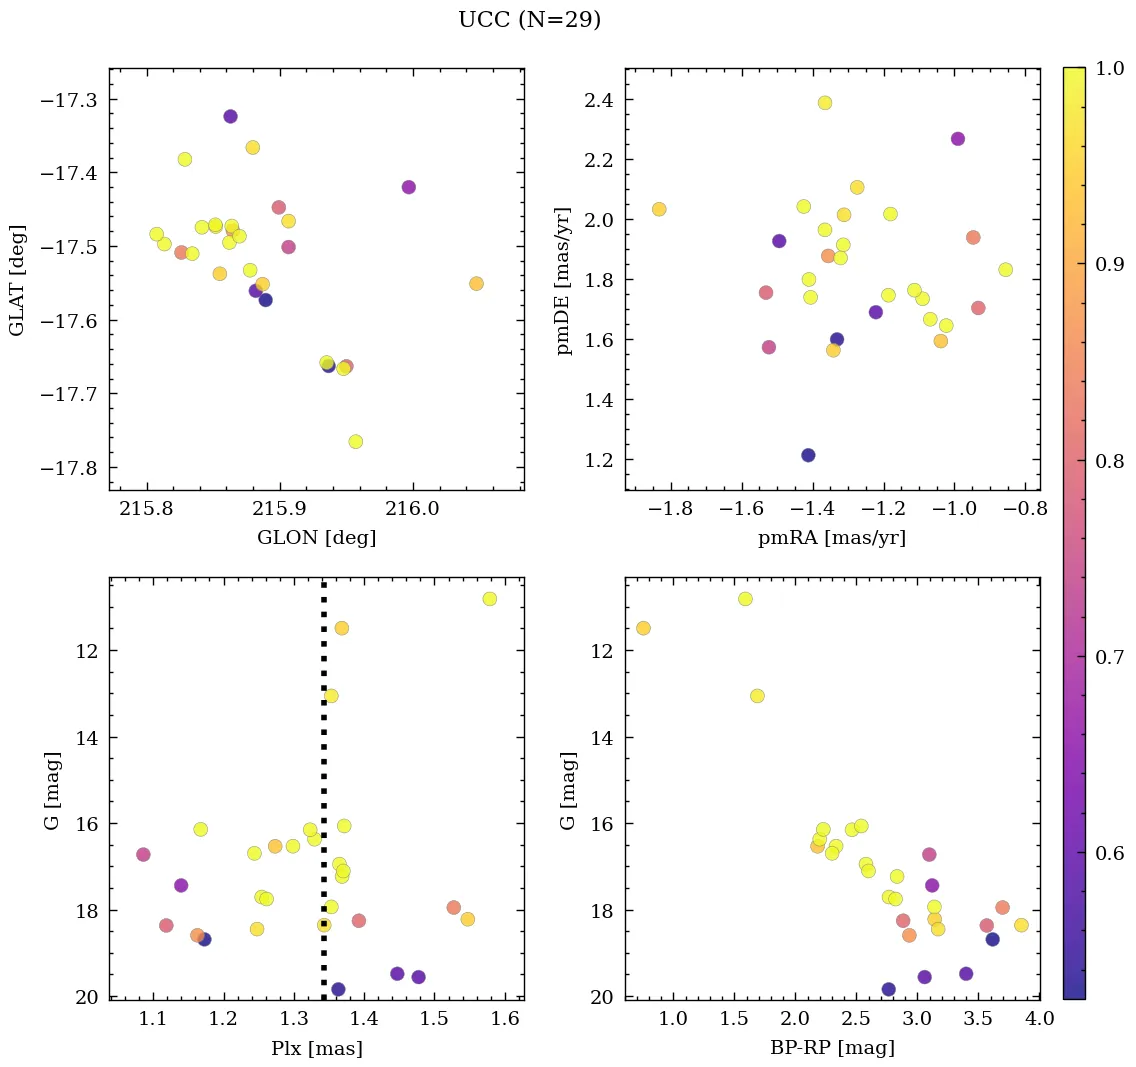 UCC (N=29)
−17.3
−17.4
−17.5
−17.6
−17.7
−17.8
GLAT [deg]
215.8 215.9 216.0
GLON [deg]
2.4
2.2
2.0
1.8
1.6
1.4
1.2
pmDE [mas/yr]
−1.8 −1.6 −1.4 −1.2 −1.0 −0.8
pmRA [mas/yr]
1.0
0.9
0.8
0.7
0.6
12
14
16
18
20
G [mag]
1.1 1.2 1.3 1.4 1.5 1.6
Plx [mas]
12
14
16
18
20
G [mag]
1.0 1.5 2.0 2.5 3.0 3.5 4.0
BP-RP [mag]